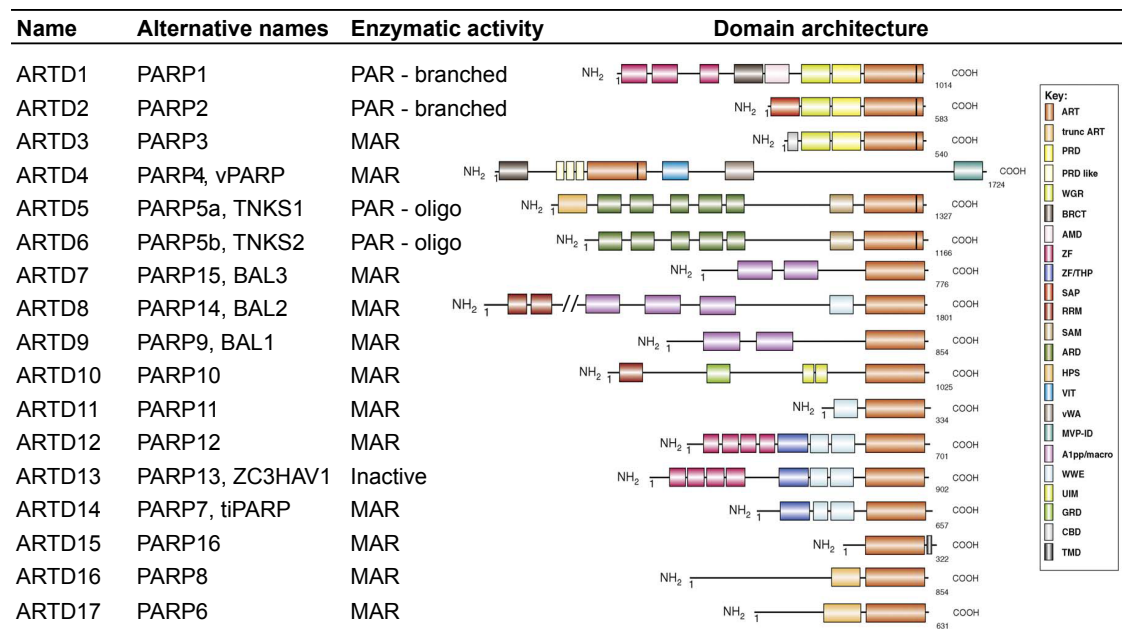 Name Alternative names Enzymatic activity Domain architecture
ARTD1 PARP1 PAR - branched NH2 1 1014 COOH
ARTD2 PARP2 PAR - branched NH2 1 583 COOH
ARTD3 PARP3 MAR NH2 1 540 COOH
ARTD4 PARP4, vPARP MAR NH2 1 1724 COOH
ARTD5 PARP5a, TNKS1 PAR - oligo NH2 1 1327 COOH
ARTD6 PARP5b, TNKS2 PAR - oligo NH2 1 1166 COOH
ARTD7 PARP15, BAL3 MAR NH2 1 776 COOH
ARTD8 PARP14, BAL2 MAR NH2 1 // 1801 COOH
ARTD9 PARP9, BAL1 MAR NH2 1 854 COOH
ARTD10 PARP10 MAR NH2 1 1025 COOH
ARTD11 PARP11 MAR NH2 1 334 COOH
ARTD12 PARP12 MAR NH2 1 701 COOH
ARTD13 PARP13, ZC3HAV1 Inactive NH2 1 902 COOH
ARTD14 PARP7, tiPARP MAR NH2 1 657 COOH
ARTD15 PARP16 MAR NH2 1 322 COOH
ARTD16 PARP8 MAR NH2 1 854 COOH
ARTD17 PARP6 MAR NH2 1 631 COOH
Key:
ART
trunc ART
PRD
PRD like
WGR
BRCT
AMD
ZF
ZF/THP
SAP
RRM
SAM
ARD
HPS
VIT
vWA
MVP-ID
A1pp/macro
WWE
UIM
GRD
CBD
TMD